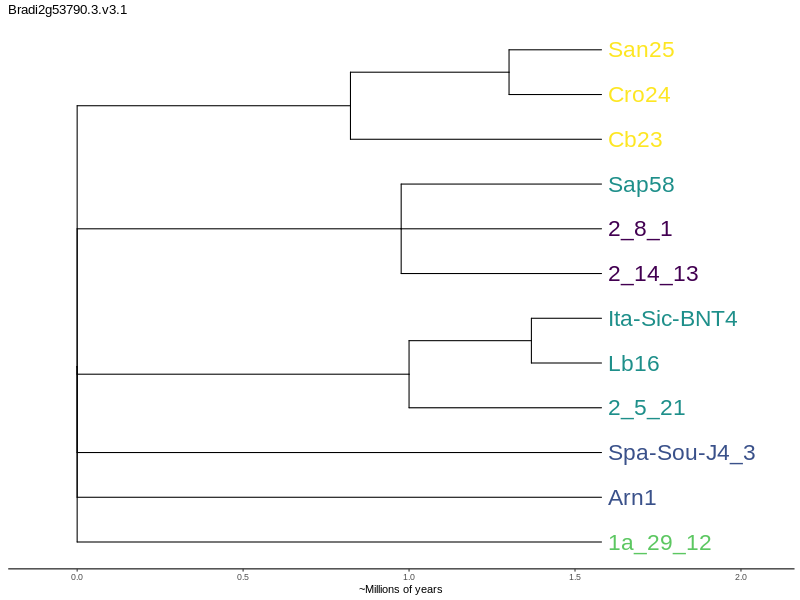 Bradi2g53790.3.v3.1
San25
Cro24
Cb23
Sap58
2_8_1
2_14_13
Ita-Sic-BNT4
Lb16
2_5_21
Spa-Sou-J4_3
Arn1
1a_29_12
0.0 0.5 1.0 1.5 2.0
~Millions of years